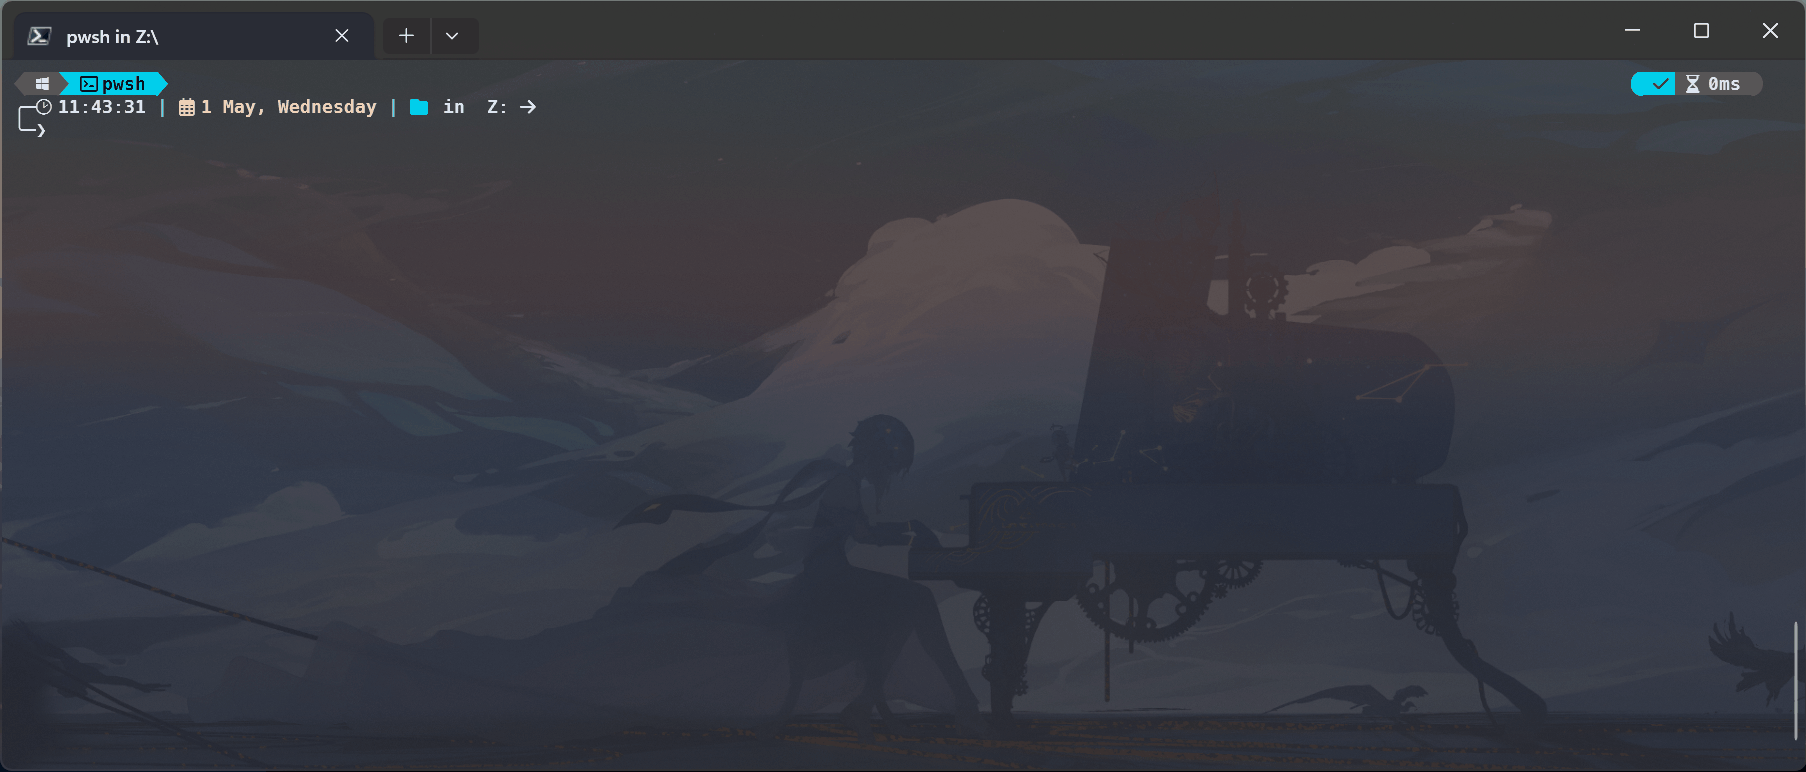 pwsh in Z:\
pwsh
0ms
11:43:31 | 1 May, Wednesday | in Z: →
❯